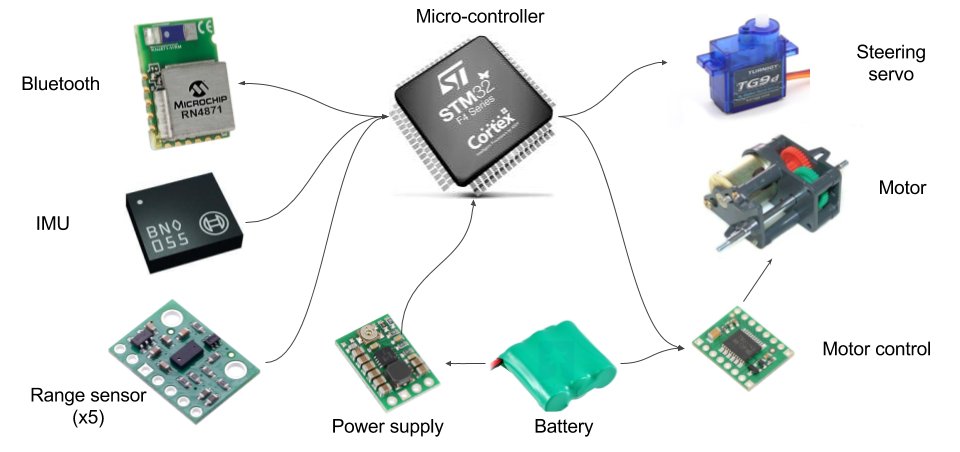 Micro-controller
Bluetooth
MICROCHIP
RN4871
STM32
F4 Series
Cortex
Steering
servo
TURNIGY
TG9d
IMU
BNO
055
Motor
Range sensor
(x5)
Power supply
Battery
Motor control